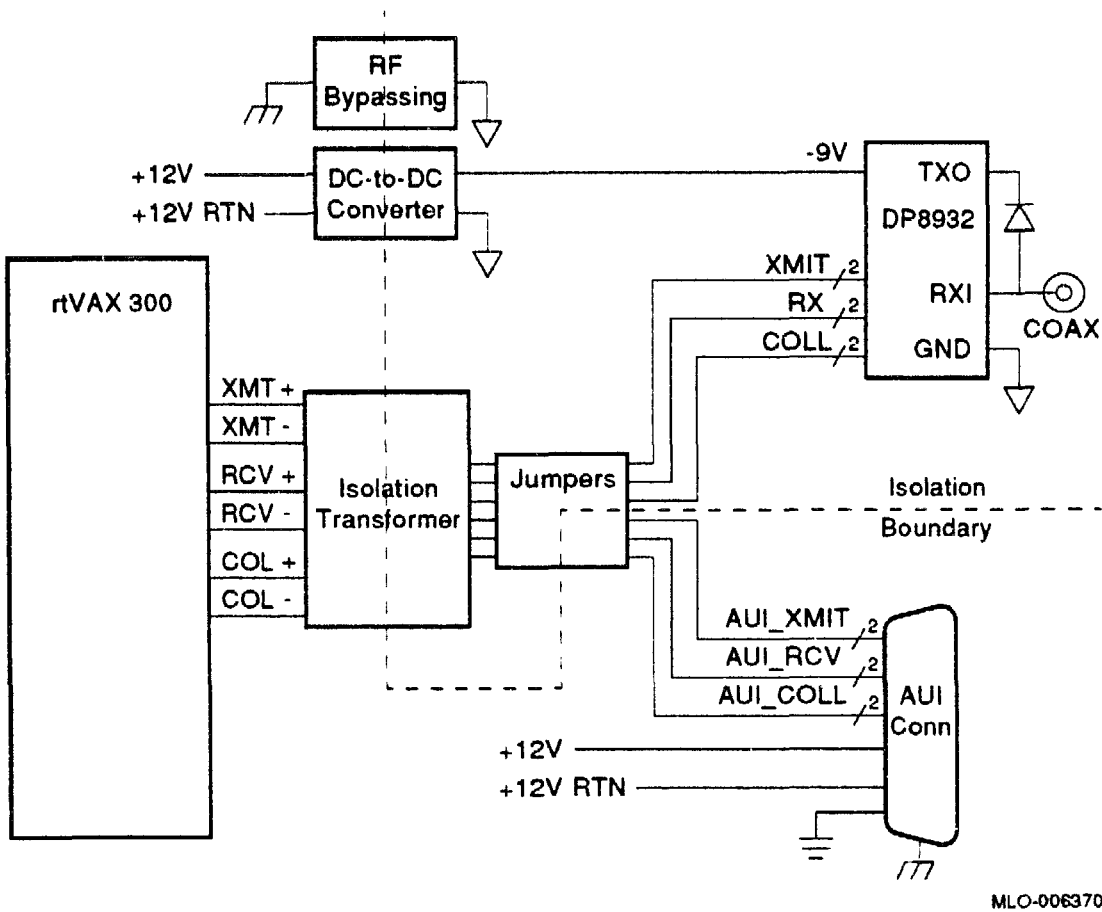 RF
Bypassing
+12V
+12V RTN
DC-to-DC
Converter
-9V
TXO
DP8932
RXI
GND
COAX
XMIT
2
RX
2
COLL
2
rtVAX 300
XMT +
XMT -
RCV +
RCV -
COL +
COL -
Isolation
Transformer
Jumpers
Isolation
Boundary
AUI_XMIT
2
AUI_RCV
2
AUI_COLL
2
AUI
Conn
+12V
+12V RTN
MLO-006370